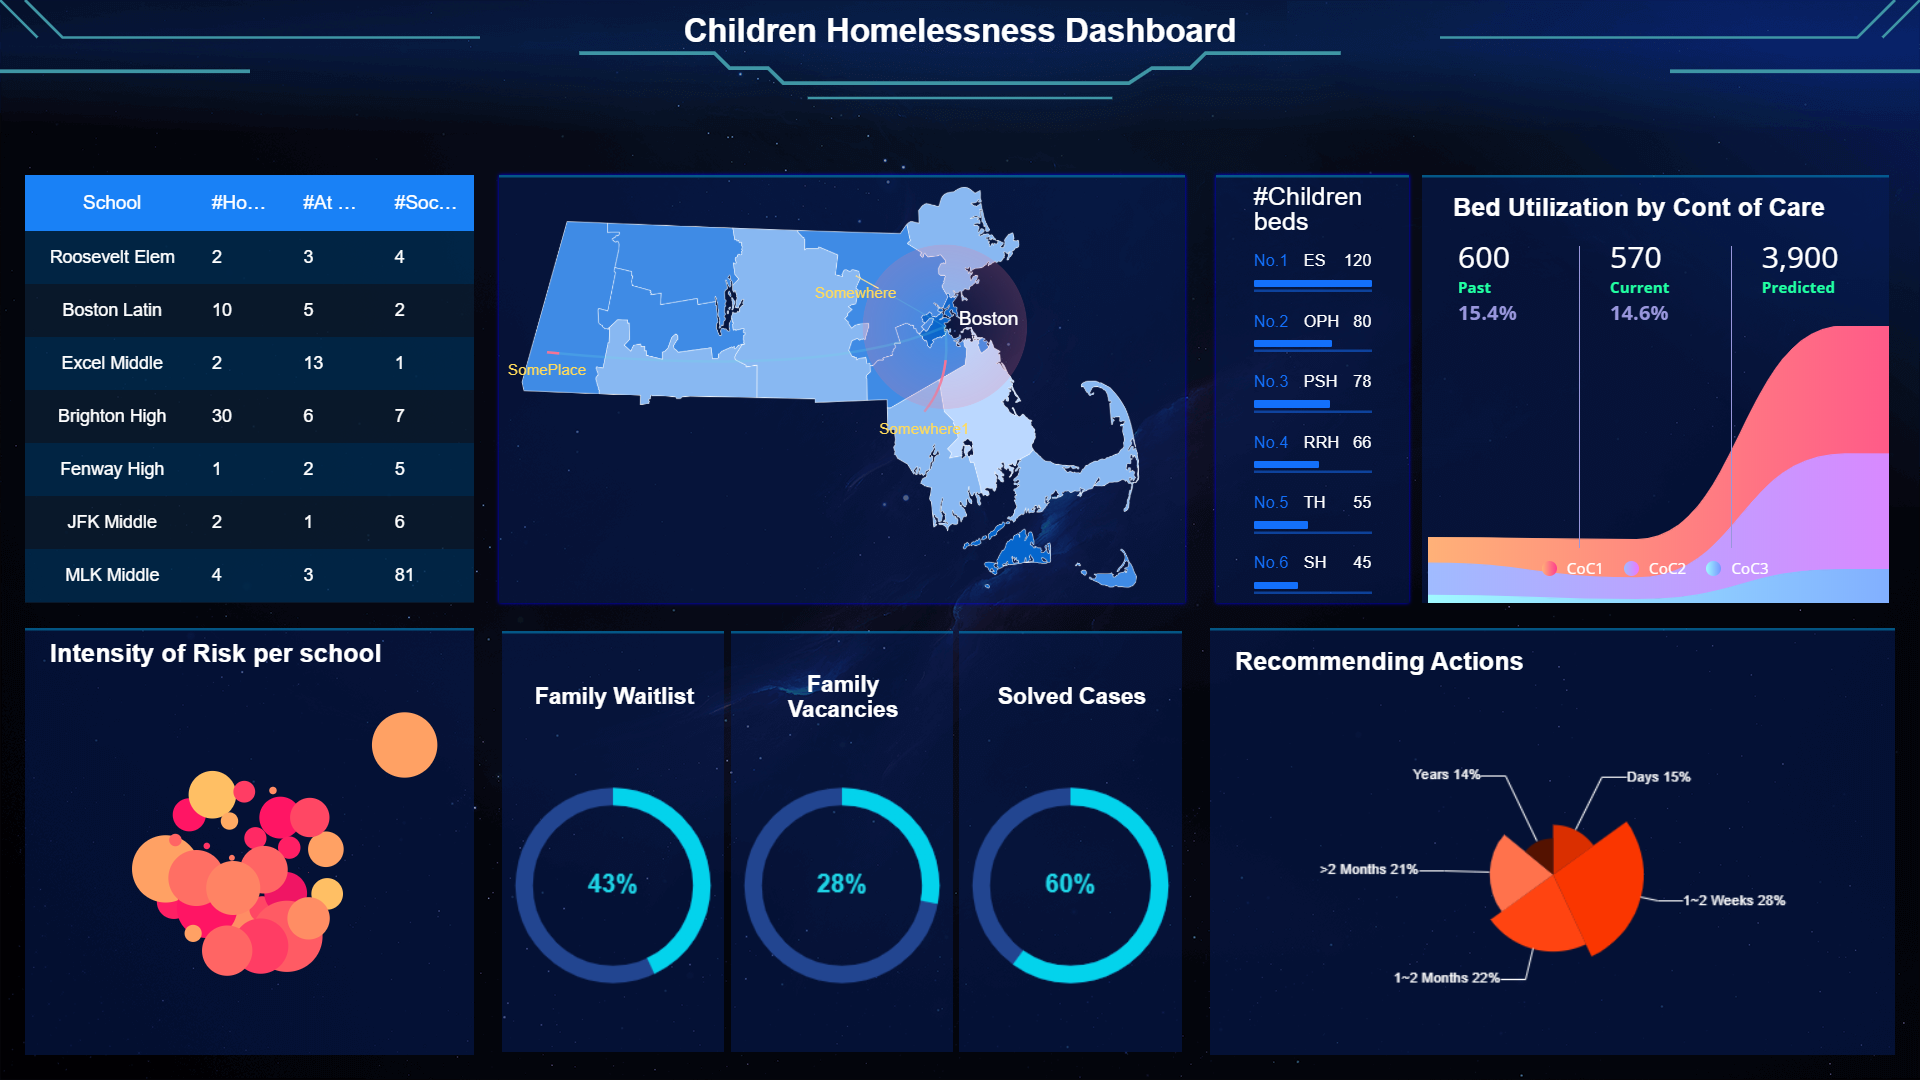 Children Homelessness Dashboard
School #Ho... #At ... #Soc...
Roosevelt Elem 2 3 4
Boston Latin 10 5 2
Excel Middle 2 13 1
Brighton High 30 6 7
Fenway High 1 2 5
JFK Middle 2 1 6
MLK Middle 4 3 81
Somewhere
Boston
SomePlace
Somewhere1
#Children
beds
No.1 ES 120
No.2 OPH 80
No.3 PSH 78
No.4 RRH 66
No.5 TH 55
No.6 SH 45
Bed Utilization by Cont of Care
600 570 3,900
Past Current Predicted
15.4% 14.6%
CoC1 CoC2 CoC3
Intensity of Risk per school
Family Waitlist
43%
Family
Vacancies
28%
Solved Cases
60%
Recommending Actions
Years 14%
Days 15%
>2 Months 21%
1~2 Weeks 28%
1~2 Months 22%